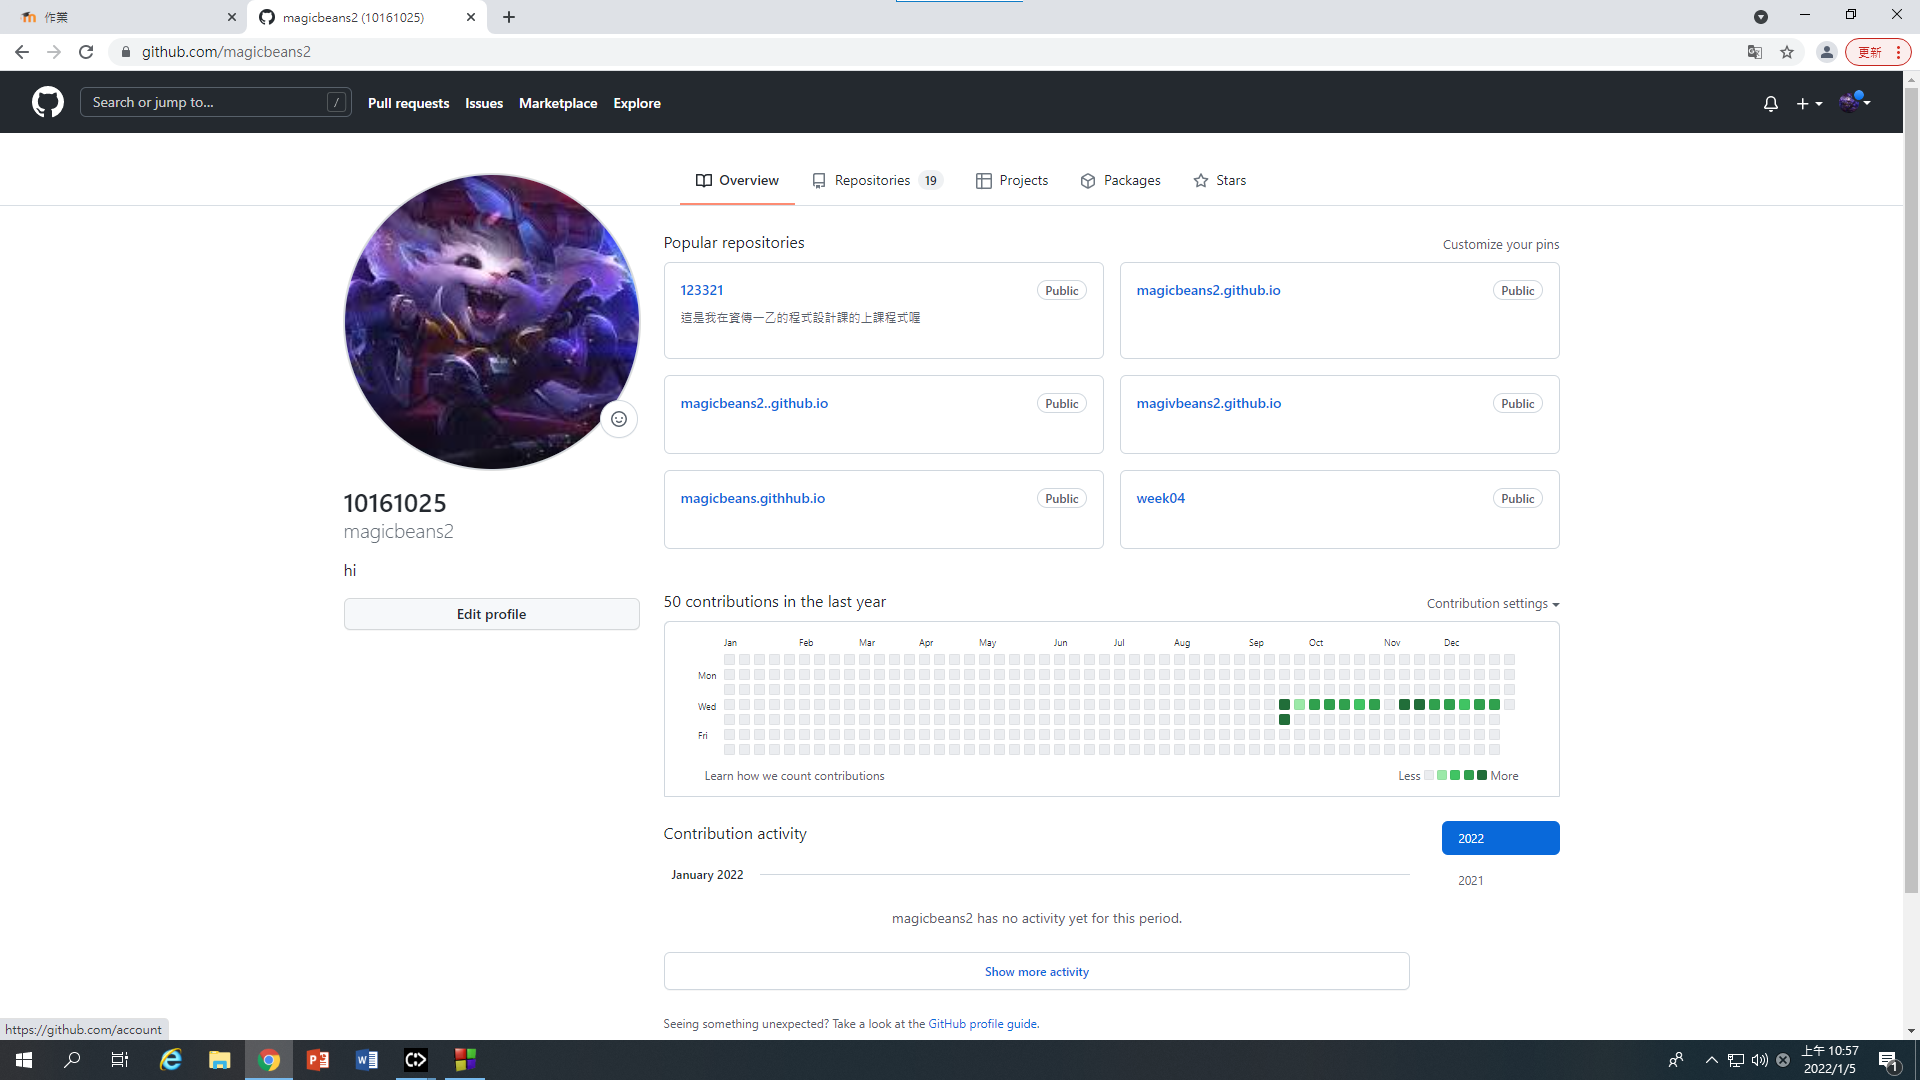 作業
magicbeans2 (10161025)
github.com/magicbeans2
更新
Search or jump to...
/
Pull requests
Issues
Marketplace
Explore
Overview
Repositories 19
Projects
Packages
Stars
Popular repositories
Customize your pins
123321
Public
這是我在資傳一乙的程式設計課的上課程式喔
magicbeans2.github.io
Public
magicbeans2..github.io
Public
magivbeans2.github.io
Public
magicbeans.githhub.io
Public
week04
Public
10161025
magicbeans2
hi
Edit profile
50 contributions in the last year
Contribution settings
Jan Feb Mar Apr May Jun Jul Aug Sep Oct Nov Dec
Mon
Wed
Fri
Learn how we count contributions
Less More
Contribution activity
2022
2021
January 2022
magicbeans2 has no activity yet for this period.
Show more activity
Seeing something unexpected? Take a look at the GitHub profile guide.
https://github.com/account
上午 10:57
2022/1/5
1